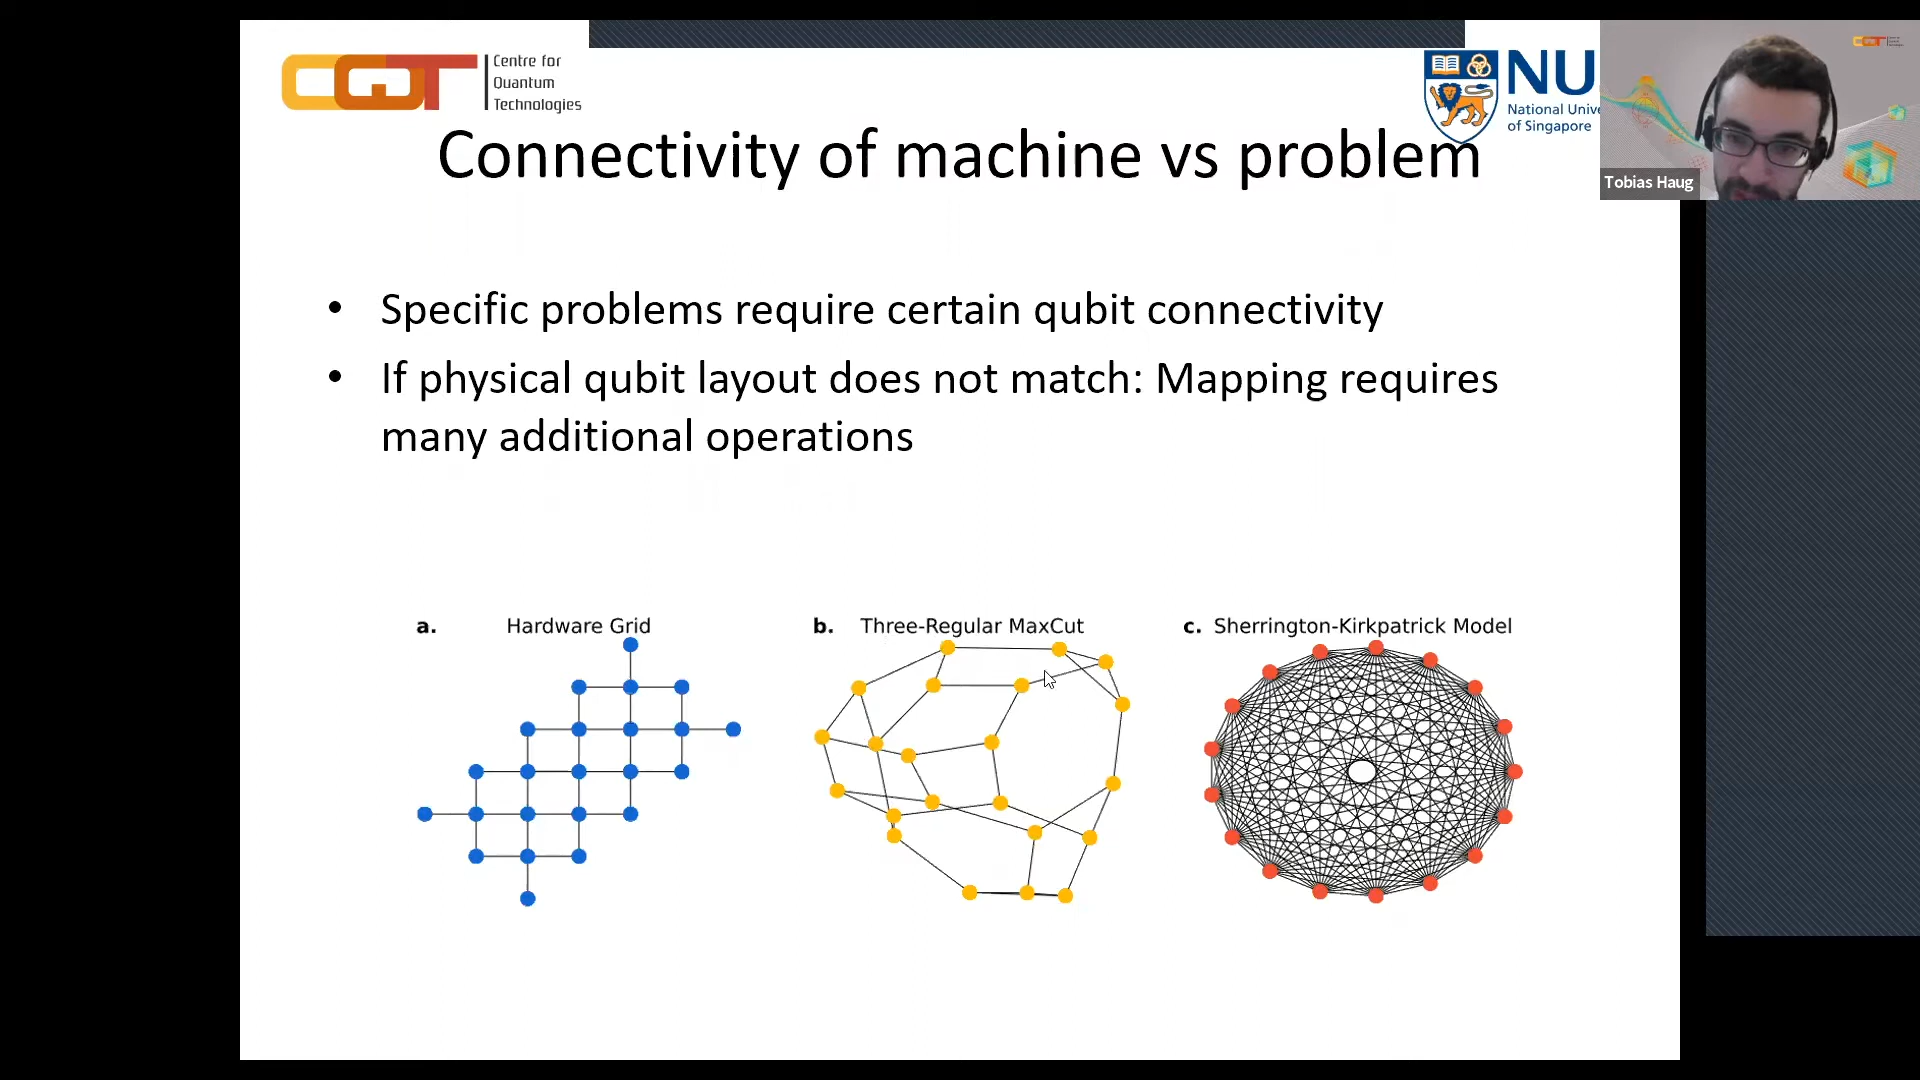 CQT
Centre for
Quantum
Technologies
NU
National Unive
of Singapore
Tobias Haug
Connectivity of machine vs problem
• Specific problems require certain qubit connectivity
• If physical qubit layout does not match: Mapping requires
many additional operations
a. Hardware Grid
b. Three-Regular MaxCut
c. Sherrington-Kirkpatrick Model